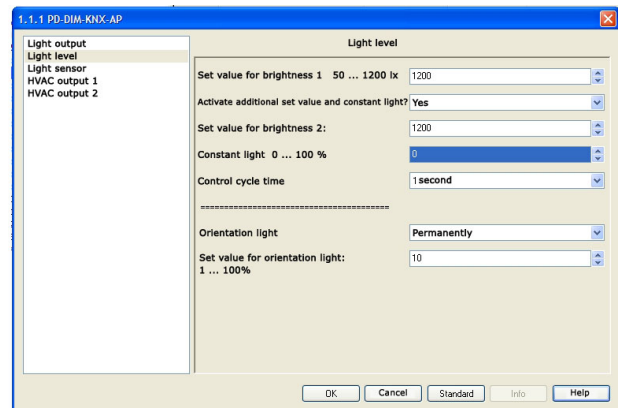 1.1.1 PD-DIM-KNX-AP
Light output
Light level
Light sensor
HVAC output 1
HVAC output 2
Light level
Set value for brightness 1 50 ... 1200 lx 1200
Activate additional set value and constant light? Yes
Set value for brightness 2: 1200
Constant light 0 ... 100 % 0
Control cycle time 1 second
========================================
Orientation light Permanently
Set value for orientation light: 10
1 ... 100%
OK Cancel Standard Info Help